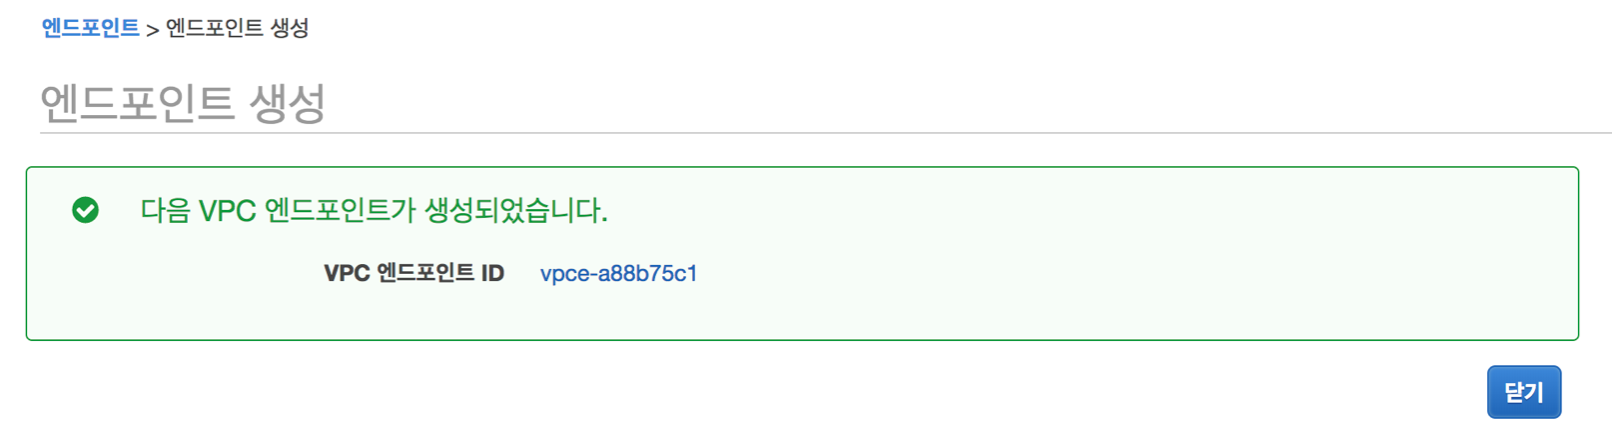 엔드포인트 > 엔드포인트 생성
엔드포인트 생성
다음 VPC 엔드포인트가 생성되었습니다.
VPC 엔드포인트 ID vpce-a88b75c1
닫기